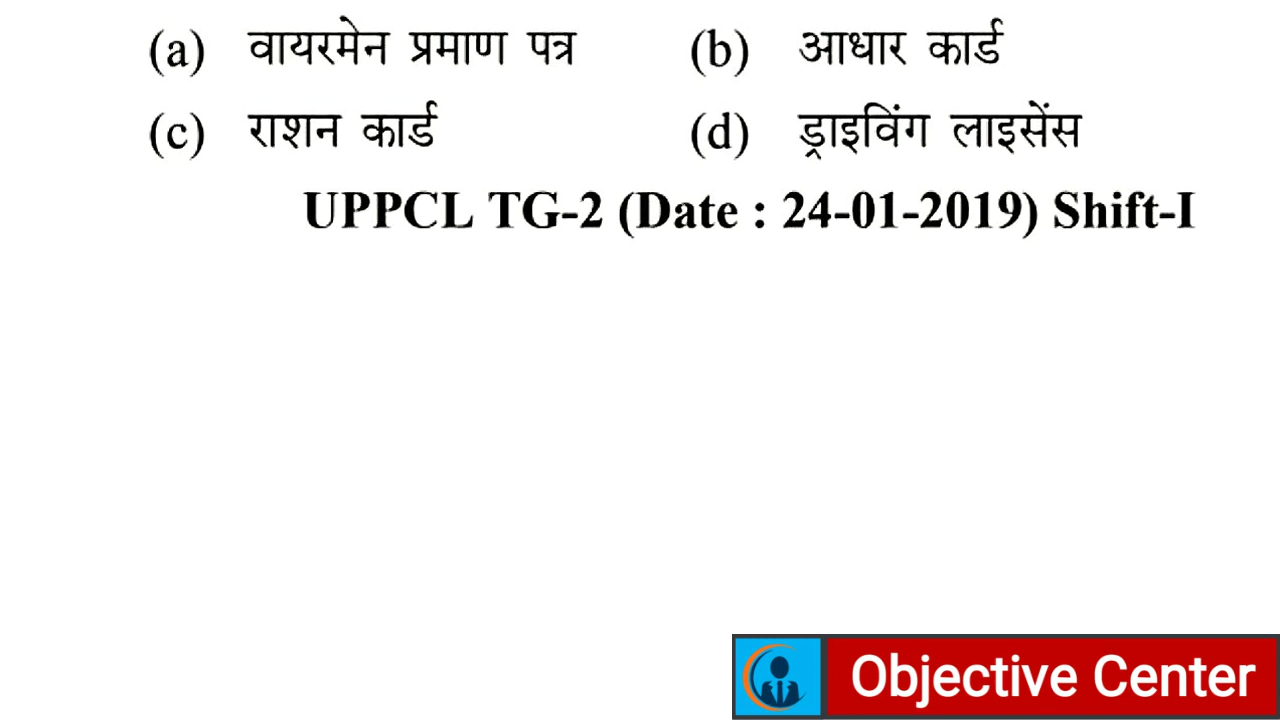 (a) वायरमेन प्रमाण पत्र (b) आधार कार्ड
(c) राशन कार्ड (d) ड्राइविंग लाइसेंस
UPPCL TG-2 (Date : 24-01-2019) Shift-I
Objective Center